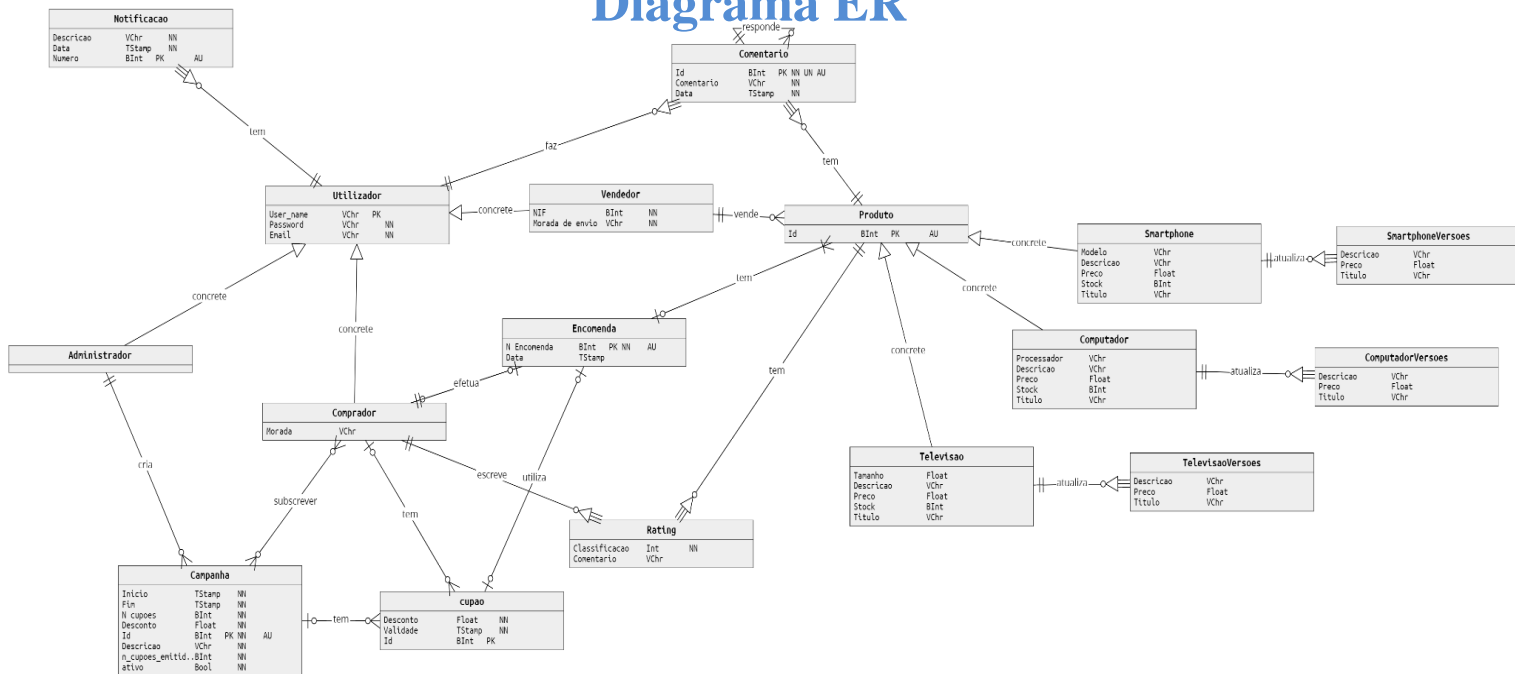 Diagrama ER
Notificacao
Descricao VChr NN
Data TStamp NN
Numero BInt PK AU
responde
Comentario
Id BInt PK NN UN AU
Comentario VChr NN
Data TStamp NN
tem
faz
tem
Utilizador
User_name VChr PK
Password VChr NN
Email VChr NN
concrete
Vendedor
NIF BInt NN
Morada de envio VChr NN
vende
Produto
Id BInt PK AU
concrete
Smartphone
Modelo VChr
Descricao VChr
Preco Float
Stock BInt
Titulo VChr
atualiza
SmartphoneVersoes
Descricao VChr
Preco Float
Titulo VChr
concrete
concrete
tem
concrete
concrete
Encomenda
N Encomenda BInt PK NN AU
Data TStamp
Computador
Processador VChr
Descricao VChr
Preco Float
Stock BInt
Titulo VChr
atualiza
ComputadorVersoes
Descricao VChr
Preco Float
Titulo VChr
Administrador
efetua
tem
Comprador
Morada VChr
cria
subscrever
tem
escreve
utiliza
Televisao
Tamanho Float
Descricao VChr
Preco Float
Stock BInt
Titulo VChr
atualiza
TelevisaoVersoes
Descricao VChr
Preco Float
Titulo VChr
Rating
Classificacao Int NN
Comentario VChr
Campanha
Inicio TStamp NN
Fim TStamp NN
N cupoes BInt NN
Desconto Float NN
Id BInt PK NN AU
Descricao VChr NN
n_cupoes_emitid..BInt NN
ativo Bool NN
tem
cupao
Desconto Float NN
Validade TStamp NN
Id BInt PK